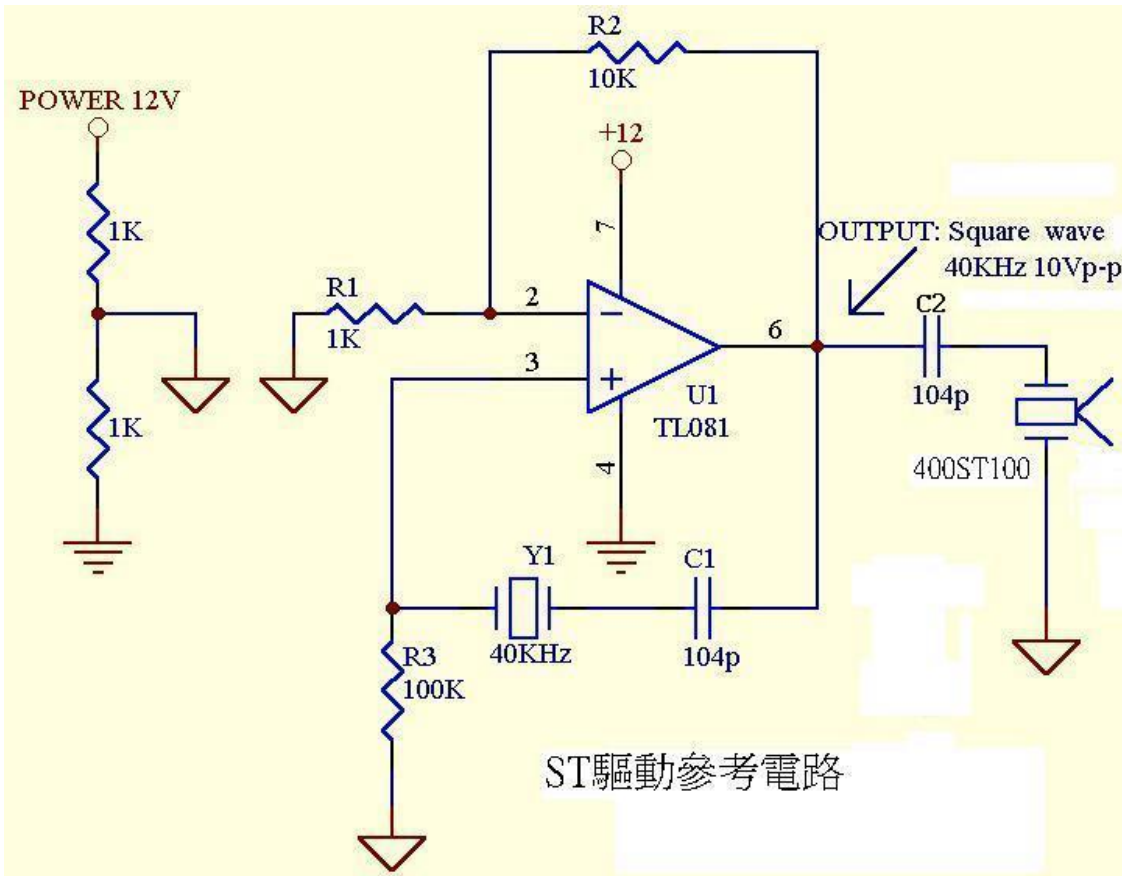 R2
10K
POWER 12V
+12
1K
7
OUTPUT: Square wave
40KHz 10Vp-p
R1
1K
2
−
6
C2
3
+
U1
TL081
104p
1K
4
400ST100
Y1
C1
40KHz
104p
R3
100K
ST驅動參考電路